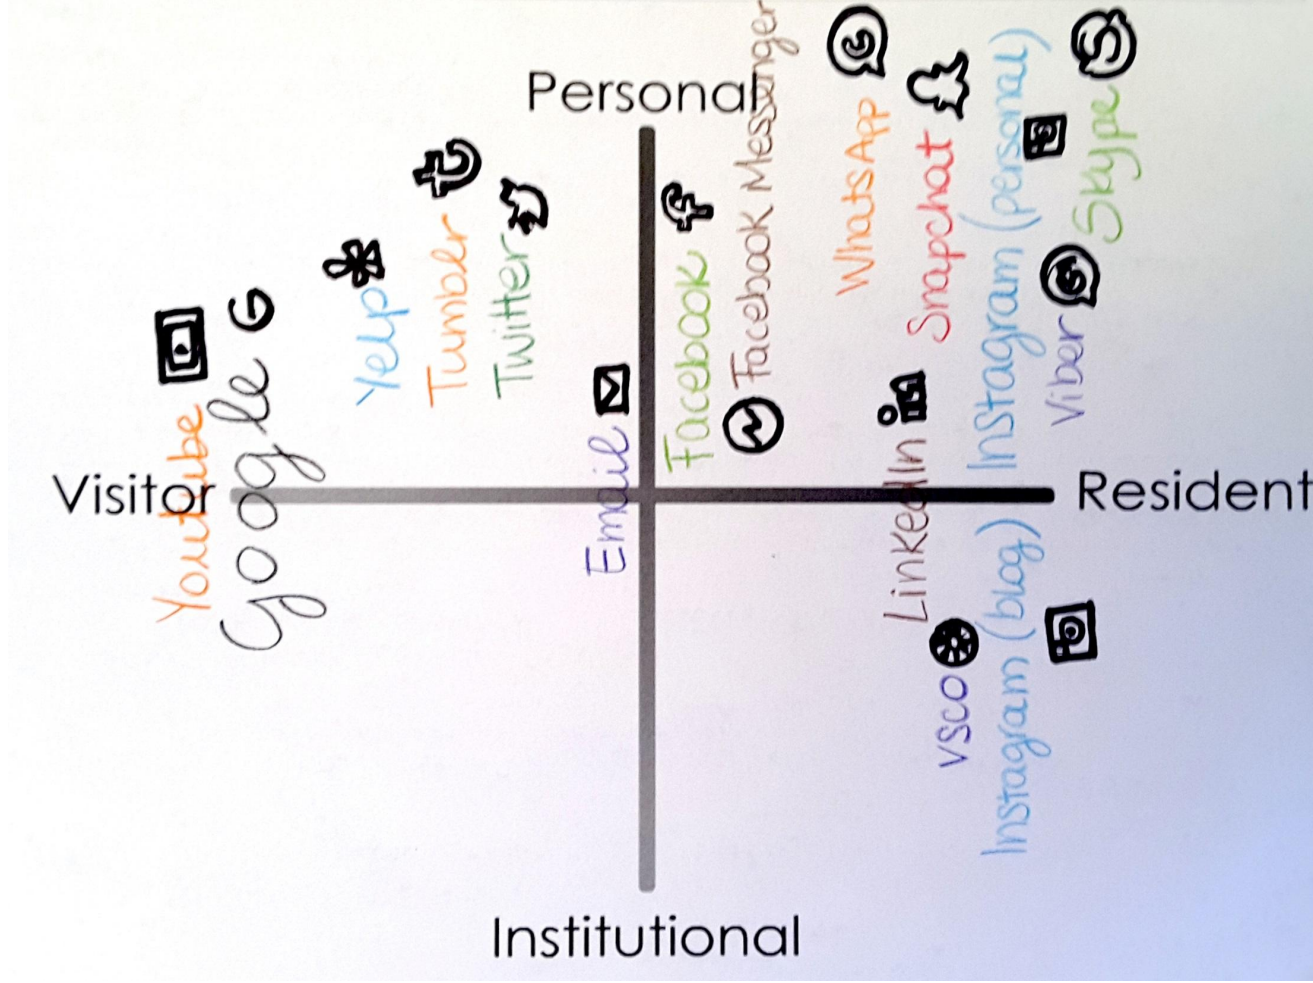 Personal
Visitor
Resident
Institutional
Youtube
Google
Yelp
Tumbler
Twitter
Email
Facebook
Facebook Messenger
WhatsApp
Snapchat
LinkedIn
Instagram (personal)
Skype
Viber
VSCO
Instagram (blog)